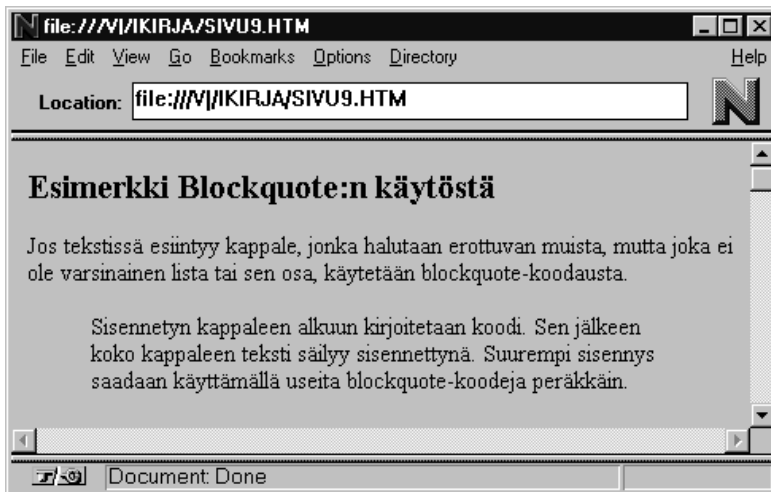 N file:///V|/IKIRJA/SIVU9.HTM
File Edit View Go Bookmarks Options Directory Help
Location: file:///V|/IKIRJA/SIVU9.HTM
N
Esimerkki Blockquote:n käytöstä
Jos tekstissä esiintyy kappale, jonka halutaan erottuvan muista, mutta joka ei
ole varsinainen lista tai sen osa, käytetään blockquote-koodausta.
Sisennetyn kappaleen alkuun kirjoitetaan koodi. Sen jälkeen
koko kappaleen teksti säilyy sisennettynä. Suurempi sisennys
saadaan käyttämällä useita blockquote-koodeja peräkkäin.
Document: Done